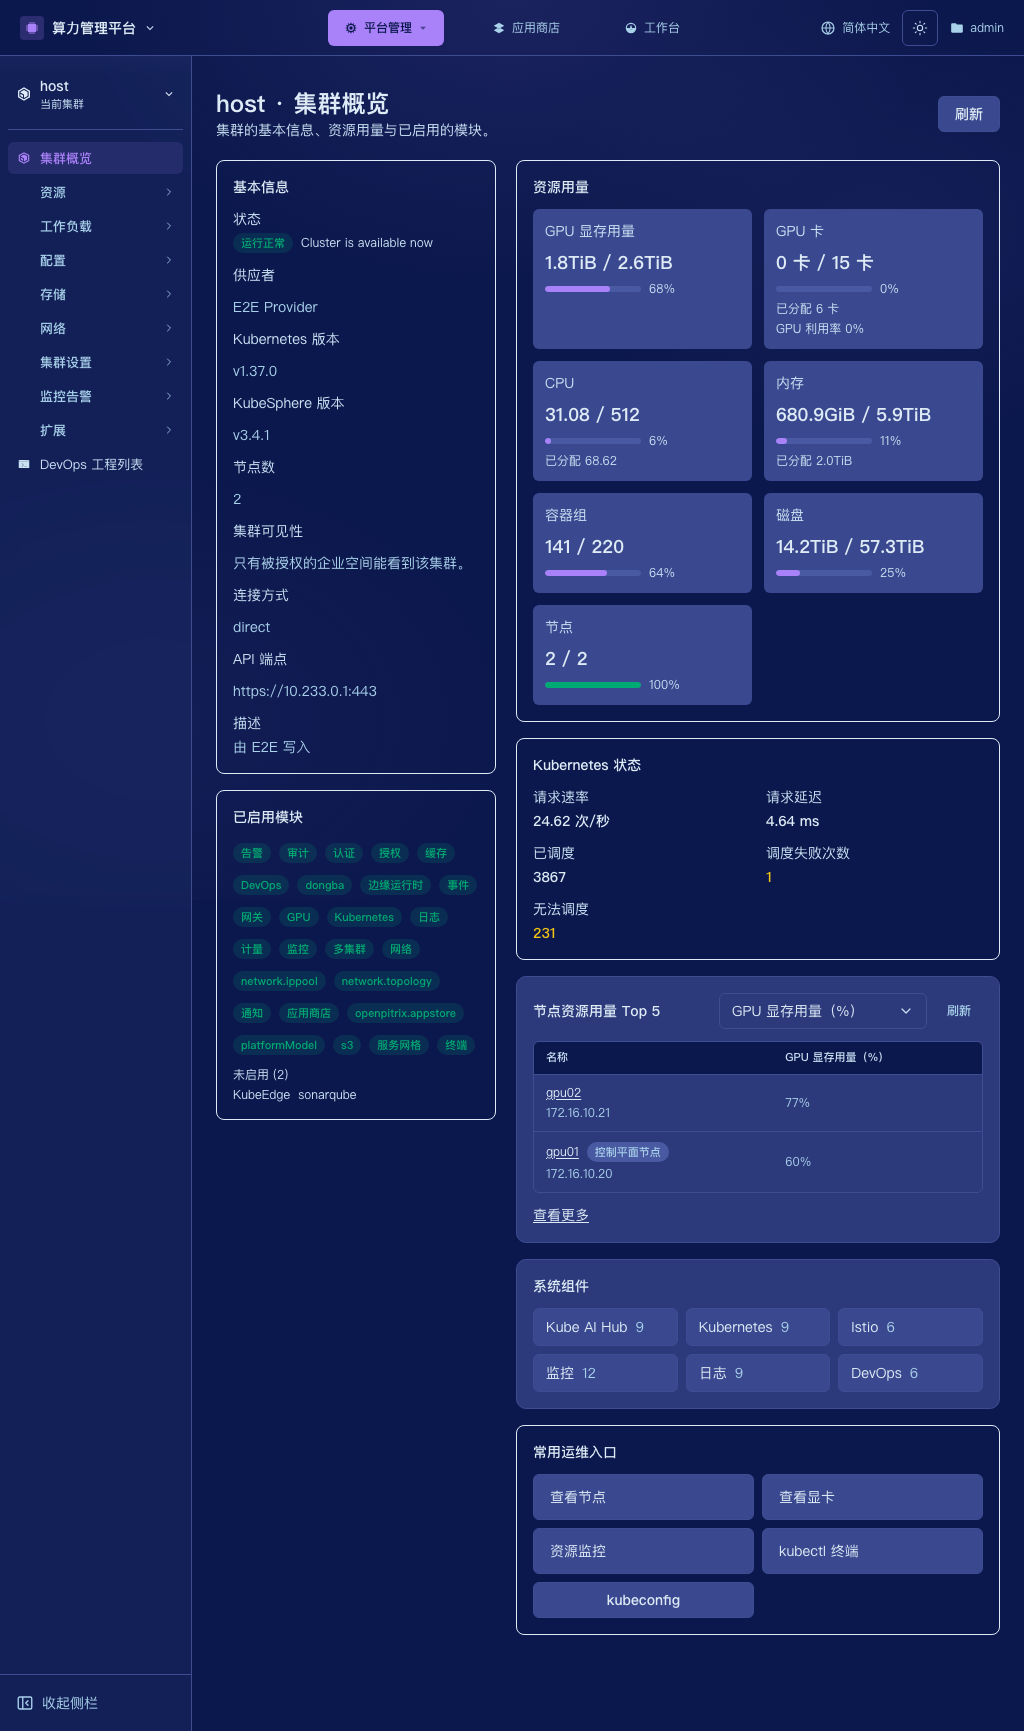 算力管理平台
平台管理
应用商店
工作台
简体中文
admin
host
当前集群
集群概览
资源
工作负载
配置
存储
网络
集群设置
监控告警
扩展
DevOps 工程列表
收起侧栏
host · 集群概览
集群的基本信息、资源用量与已启用的模块。
刷新
基本信息
状态
运行正常 Cluster is available now
供应者
E2E Provider
Kubernetes 版本
v1.37.0
KubeSphere 版本
v3.4.1
节点数
2
集群可见性
只有被授权的企业空间能看到该集群。
连接方式
direct
API 端点
https://10.233.0.1:443
描述
由 E2E 写入
已启用模块
告警 审计 认证 授权 缓存
DevOps dongba 边缘运行时 事件
网关 GPU Kubernetes 日志
计量 监控 多集群 网络
network.ippool network.topology
通知 应用商店 openpitrix.appstore
platformModel s3 服务网格 终端
未启用 (2)
KubeEdge sonarqube
资源用量
GPU 显存用量
1.8TiB / 2.6TiB
68%
GPU 卡
0 卡 / 15 卡
0%
已分配 6 卡
GPU 利用率 0%
CPU
31.08 / 512
6%
已分配 68.62
内存
680.9GiB / 5.9TiB
11%
已分配 2.0TiB
容器组
141 / 220
64%
磁盘
14.2TiB / 57.3TiB
25%
节点
2 / 2
100%
Kubernetes 状态
请求速率
24.62 次/秒
请求延迟
4.64 ms
已调度
3867
调度失败次数
1
无法调度
231
节点资源用量 Top 5
GPU 显存用量（%）
刷新
名称 GPU 显存用量（%）
gpu02
172.16.10.21
77%
gpu01 控制平面节点
172.16.10.20
60%
查看更多
系统组件
Kube AI Hub 9
Kubernetes 9
Istio 6
监控 12
日志 9
DevOps 6
常用运维入口
查看节点
查看显卡
资源监控
kubectl 终端
kubeconfig